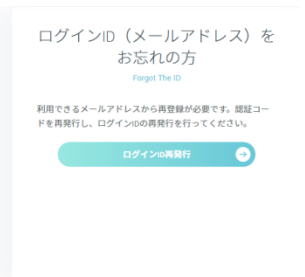 ログインID（メールアドレス）を
お忘れの方
Forgot The ID
利用できるメールアドレスから再登録が必要です。認証コー
ドを再発行し、ログインIDの再発行を行ってください。
ログインID再発行